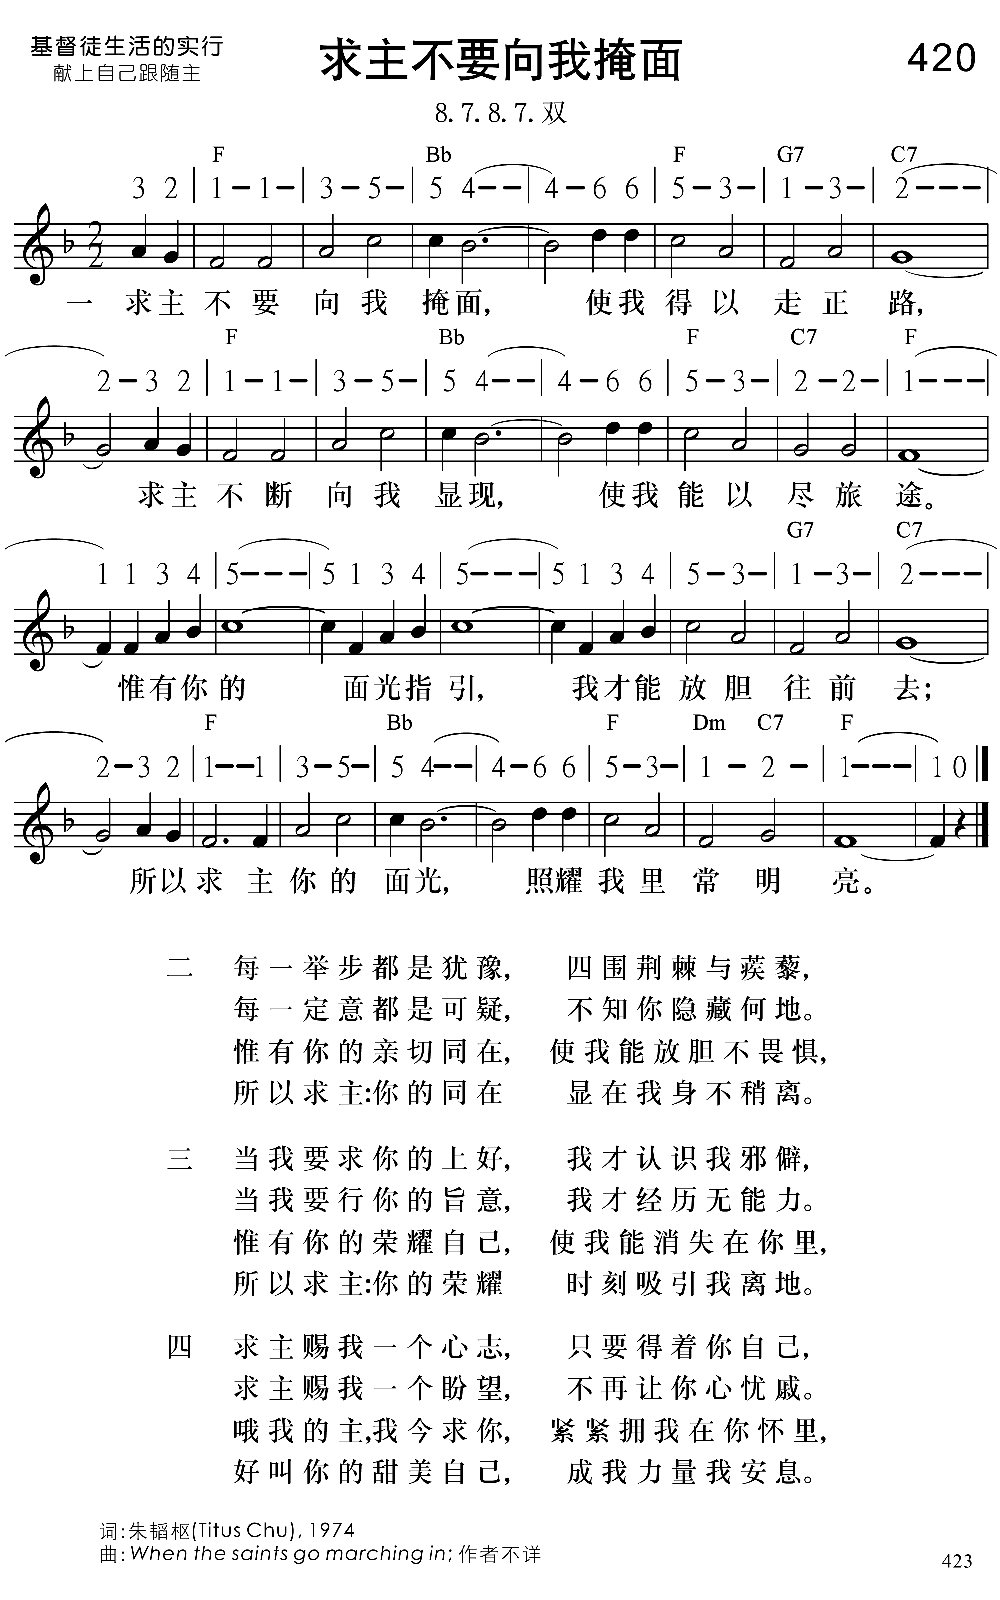 基督徒生活的实行
献上自己跟随主
求主不要向我掩面
420
8.7.8.7.双
F Bb F G7 C7
3 2 | 1 - 1 - | 3 - 5 - | 5 4 - - | 4 - 6 6 | 5 - 3 - | 1 - 3 - | 2 - - - |
2 2
一 求主 不 要 向 我 掩面, 使我 得 以 走 正 路,
F Bb F C7 F
2 - 3 2 | 1 - 1 - | 3 - 5 - | 5 4 - - | 4 - 6 6 | 5 - 3 - | 2 - 2 - | 1 - - - |
求主 不 断 向 我 显现, 使我 能 以 尽 旅 途。
G7 C7
1 1 3 4 | 5 - - - | 5 1 3 4 | 5 - - - | 5 1 3 4 | 5 - 3 - | 1 - 3 - | 2 - - - |
惟有你 的 面光指 引, 我才能 放 胆 往 前 去;
F Bb F Dm C7 F
2 - 3 2 | 1 - - 1 | 3 - 5 - | 5 4 - - | 4 - 6 6 | 5 - 3 - | 1 - 2 - | 1 - - - | 1 0 |
所以 求 主 你 的 面光, 照耀 我 里 常 明 亮。
二 每一举步都是犹豫, 四围荆棘与蒺藜,
每一定意都是可疑, 不知你隐藏何地。
惟有你的亲切同在, 使我能放胆不畏惧,
所以求主:你的同在 显在我身不稍离。
三 当我要求你的上好, 我才认识我邪僻,
当我要行你的旨意, 我才经历无能力。
惟有你的荣耀自己, 使我能消失在你里,
所以求主:你的荣耀 时刻吸引我离地。
四 求主赐我一个心志, 只要得着你自己,
求主赐我一个盼望, 不再让你心忧戚。
哦我的主,我今求你, 紧紧拥我在你怀里,
好叫你的甜美自己, 成我力量我安息。
词:朱韬枢(Titus Chu), 1974
曲:When the saints go marching in; 作者不详
423